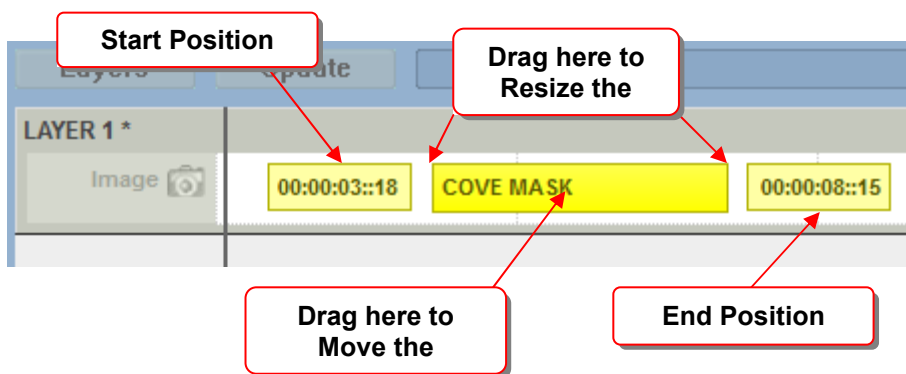 Start Position
Drag here to
Resize the
Layers
Update
LAYER 1 *
Image
00:00:03::18
COVE MASK
00:00:08::15
Drag here to
Move the
End Position